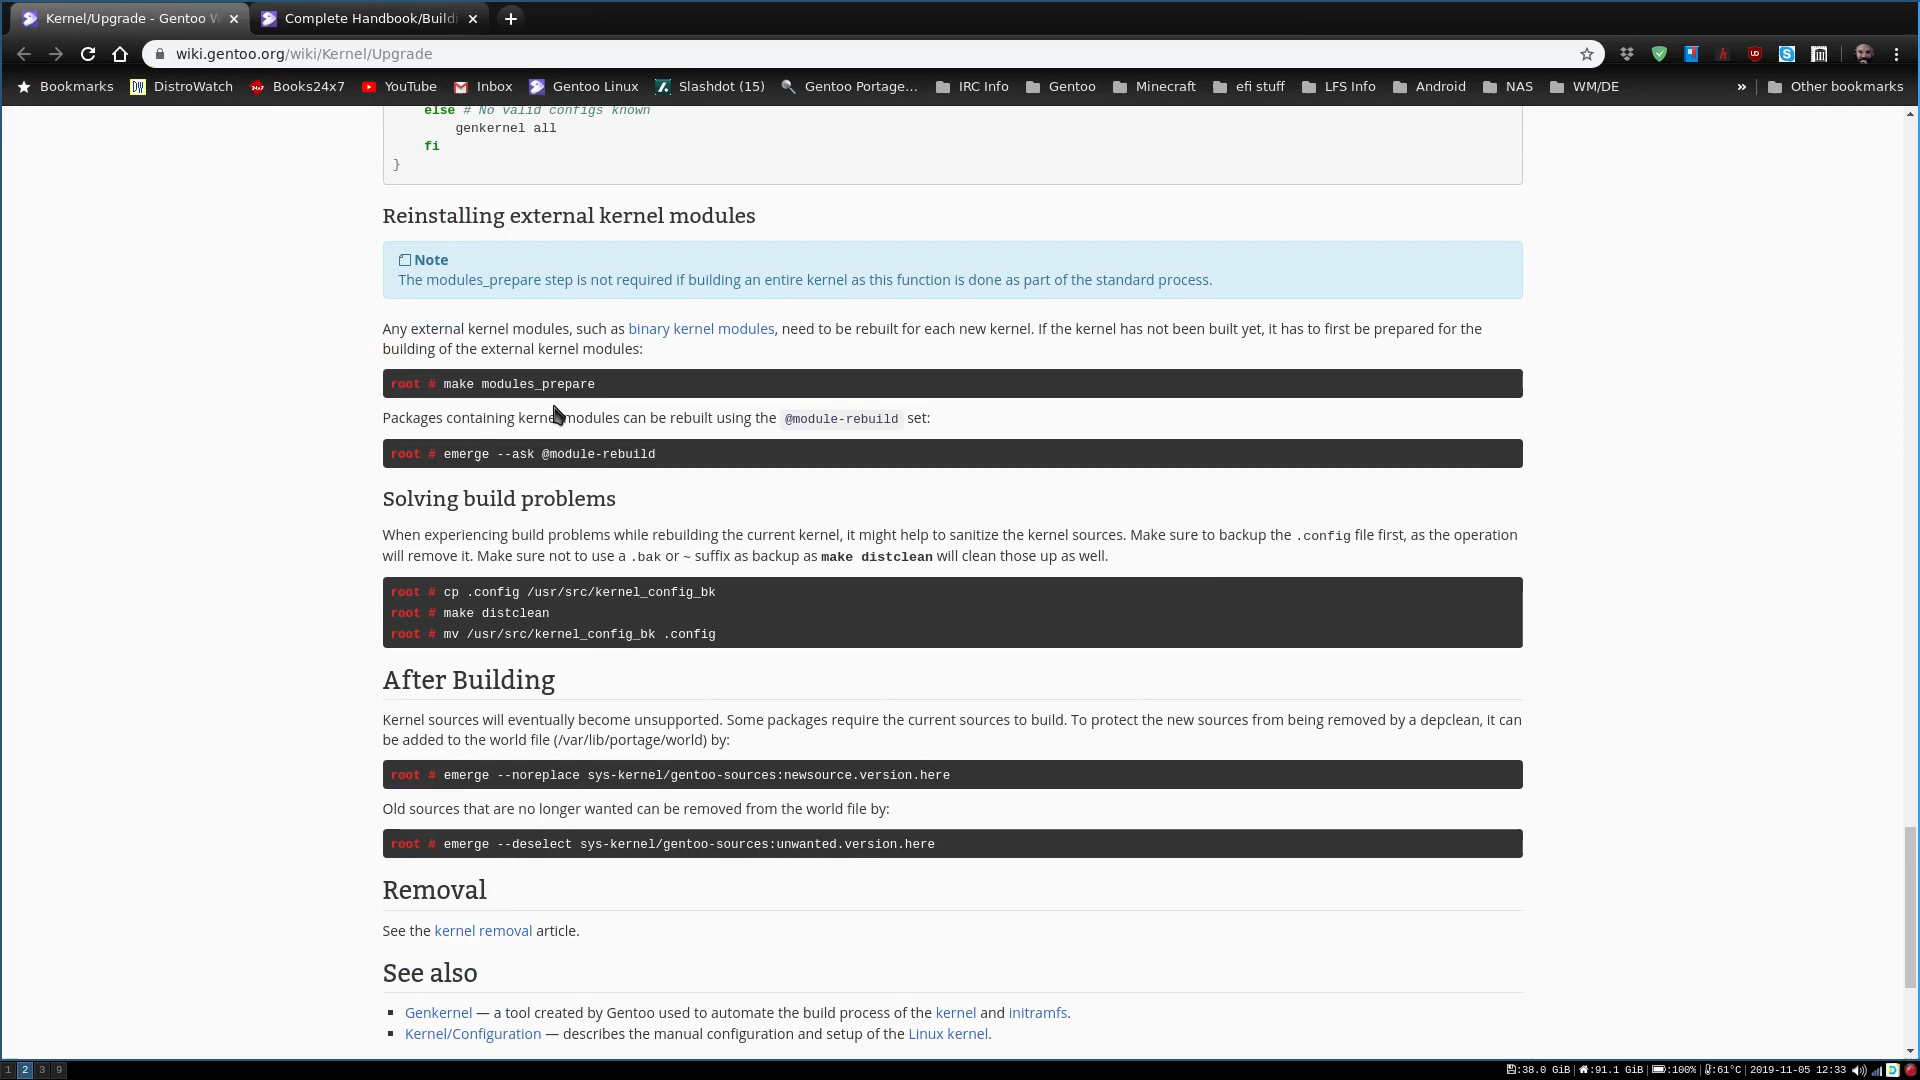 Kernel/Upgrade - Gentoo W
Complete Handbook/Buildi
wiki.gentoo.org/wiki/Kernel/Upgrade
Bookmarks
DistroWatch
Books24x7
YouTube
Inbox
Gentoo Linux
Slashdot (15)
Gentoo Portage…
IRC Info
Gentoo
Minecraft
efi stuff
LFS Info
Android
NAS
WM/DE
»
Other bookmarks
else # No valid configs known
genkernel all
fi
}
Reinstalling external kernel modules
Note
The modules_prepare step is not required if building an entire kernel as this function is done as part of the standard process.
Any external kernel modules, such as binary kernel modules, need to be rebuilt for each new kernel. If the kernel has not been built yet, it has to first be prepared for the
building of the external kernel modules:
root # make modules_prepare
Packages containing kernel modules can be rebuilt using the @module-rebuild set:
root # emerge --ask @module-rebuild
Solving build problems
When experiencing build problems while rebuilding the current kernel, it might help to sanitize the kernel sources. Make sure to backup the .config file first, as the operation
will remove it. Make sure not to use a .bak or ~ suffix as backup as make distclean will clean those up as well.
root # cp .config /usr/src/kernel_config_bk
root # make distclean
root # mv /usr/src/kernel_config_bk .config
After Building
Kernel sources will eventually become unsupported. Some packages require the current sources to build. To protect the new sources from being removed by a depclean, it can
be added to the world file (/var/lib/portage/world) by:
root # emerge --noreplace sys-kernel/gentoo-sources:newsource.version.here
Old sources that are no longer wanted can be removed from the world file by:
root # emerge --deselect sys-kernel/gentoo-sources:unwanted.version.here
Removal
See the kernel removal article.
See also
Genkernel — a tool created by Gentoo used to automate the build process of the kernel and initramfs.
Kernel/Configuration — describes the manual configuration and setup of the Linux kernel.
1 2 3 9
:38.0 GiB | :91.1 GiB | :100% | :61°C | 2019-11-05 12:33